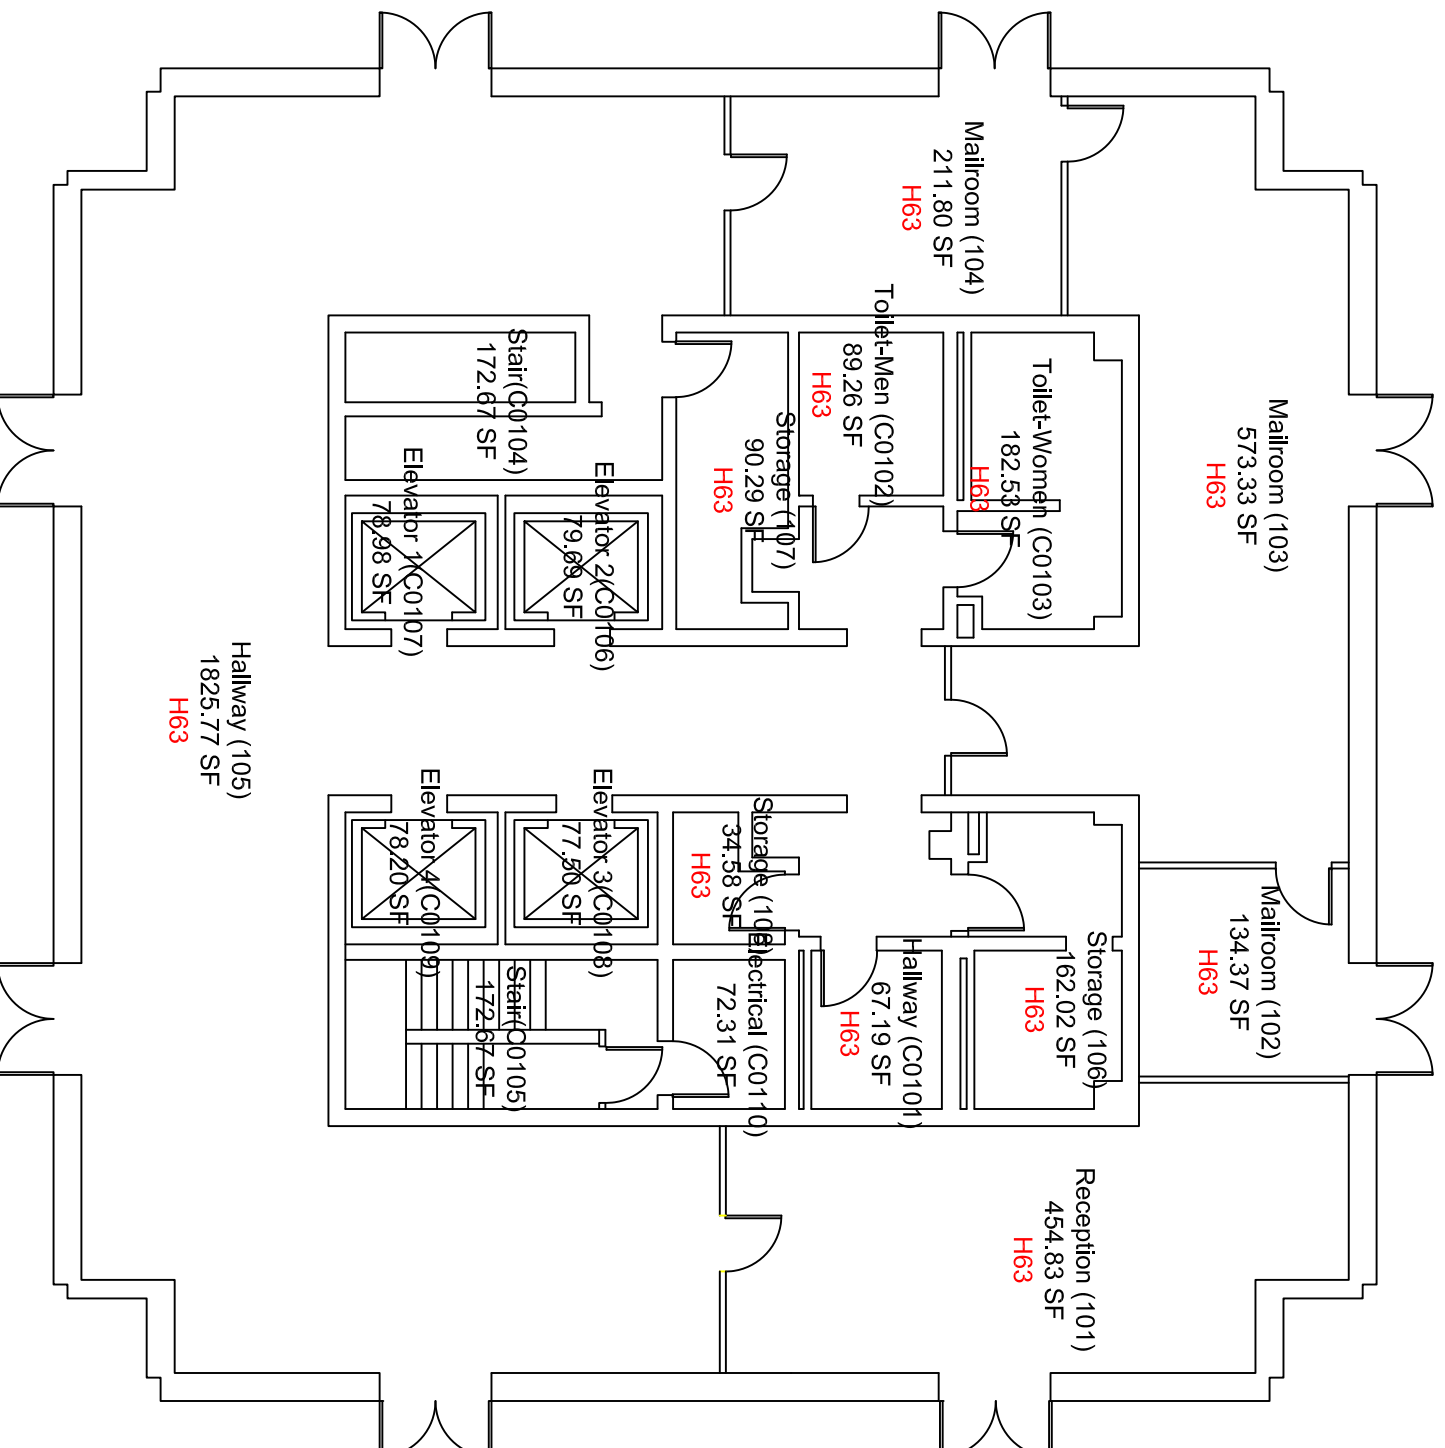 Mailroom (104)
211.80 SF
H63
Mailroom (103)
573.33 SF
H63
Toilet-Men (C0102)
89.26 SF
H63
Toilet-Women (C0103)
182.53 SF
H63
Stair(C0104)
172.67 SF
Storage (107)
90.29 SF
H63
Elevator 1(C0107)
78.98 SF
Elevator 2(C0106)
79.69 SF
Hallway (105)
1825.77 SF
H63
Elevator 4(C0109)
78.20 SF
Elevator 3(C0108)
77.50 SF
Storage (108)
34.58 SF
H63
Mailroom (102)
134.37 SF
H63
Storage (106)
162.02 SF
H63
Hallway (C0101)
67.19 SF
H63
Electrical (C0110)
72.31 SF
Stair(C0105)
172.67 SF
Reception (101)
454.83 SF
H63